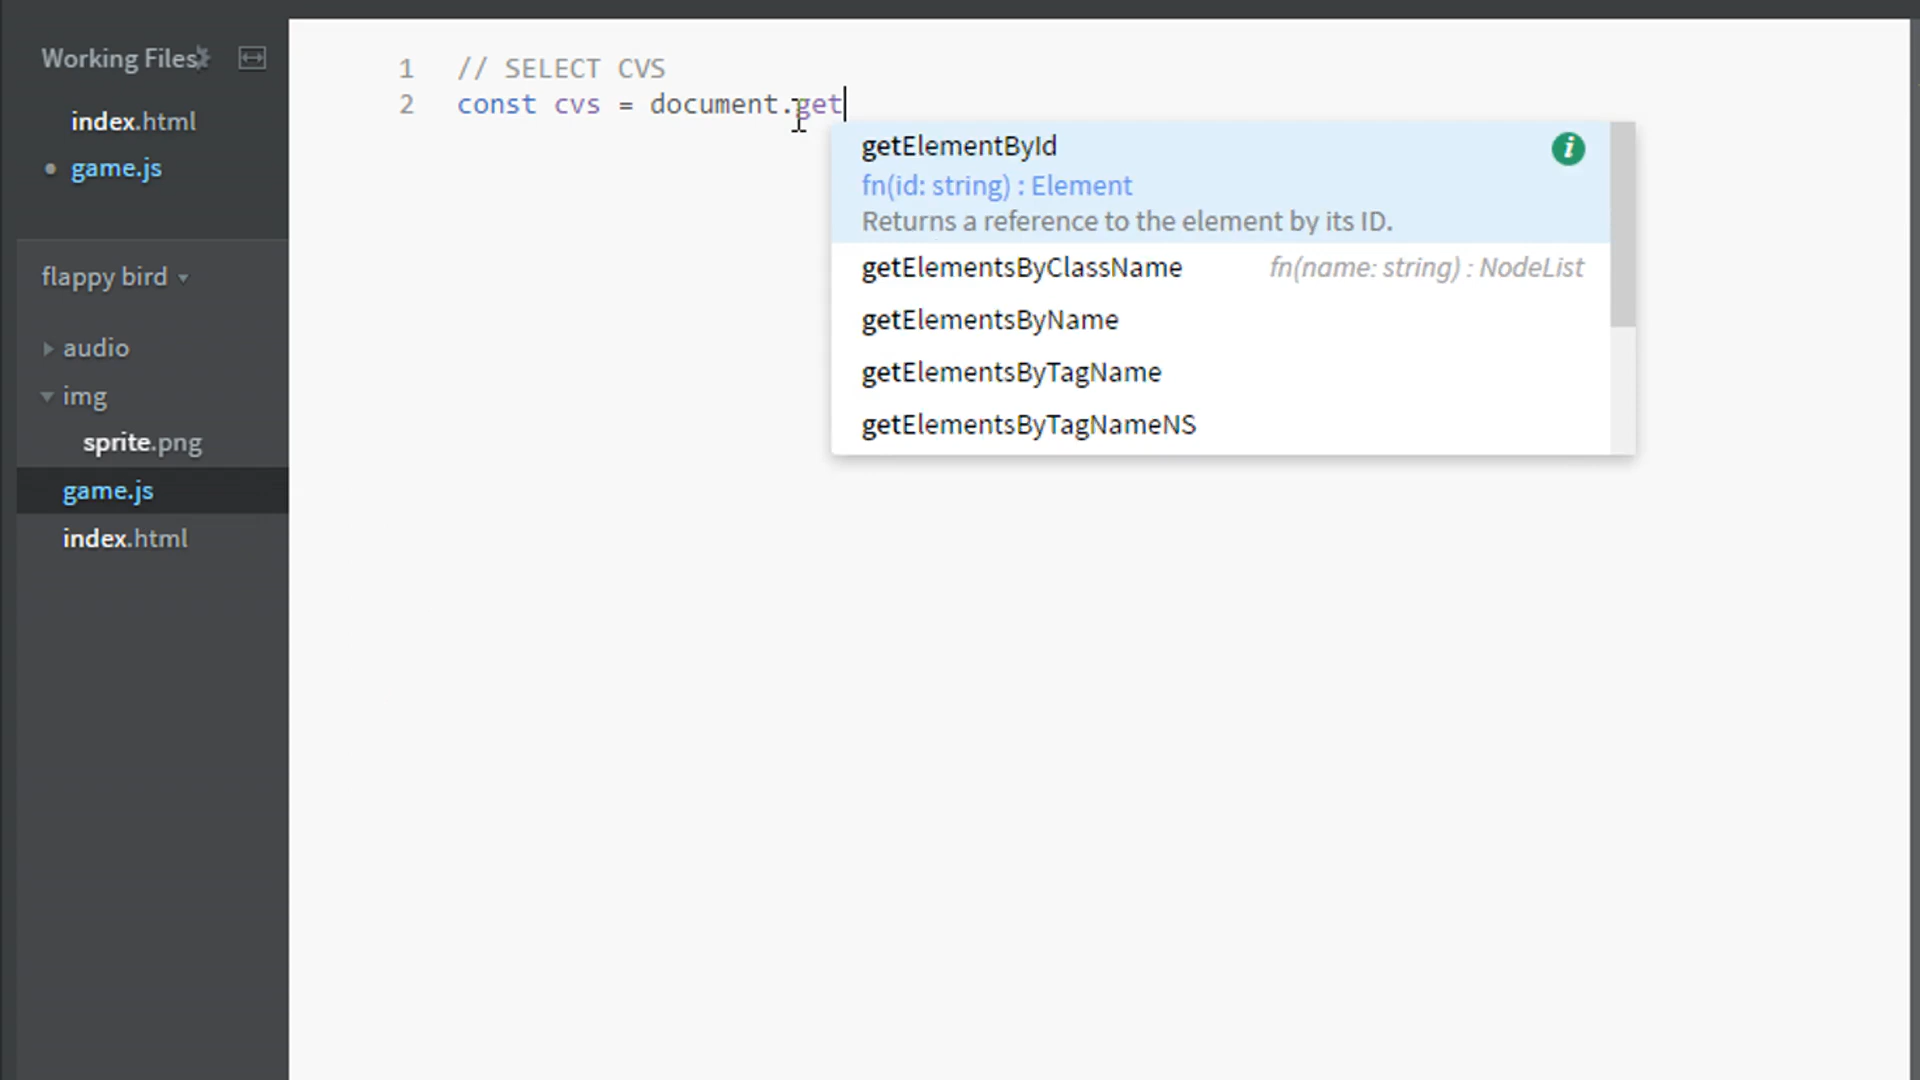 Working Files
index.html
game.js
flappy bird
audio
img
sprite.png
game.js
index.html
1 // SELECT CVS
2 const cvs = document.get
getElementById
fn(id: string) : Element
Returns a reference to the element by its ID.
getElementsByClassName fn(name: string) : NodeList
getElementsByName
getElementsByTagName
getElementsByTagNameNS